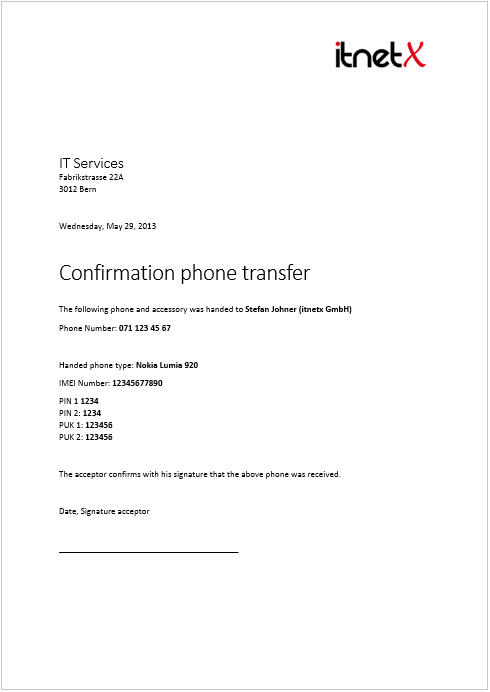 itnetX
IT Services
Fabrikstrasse 22A
3012 Bern
Wednesday, May 29, 2013
Confirmation phone transfer
The following phone and accessory was handed to Stefan Johner (itnetx GmbH)
Phone Number: 071 123 45 67
Handed phone type: Nokia Lumia 920
IMEI Number: 12345677890
PIN 1 1234
PIN 2: 1234
PUK 1: 123456
PUK 2: 123456
The acceptor confirms with his signature that the above phone was received.
Date, Signature acceptor